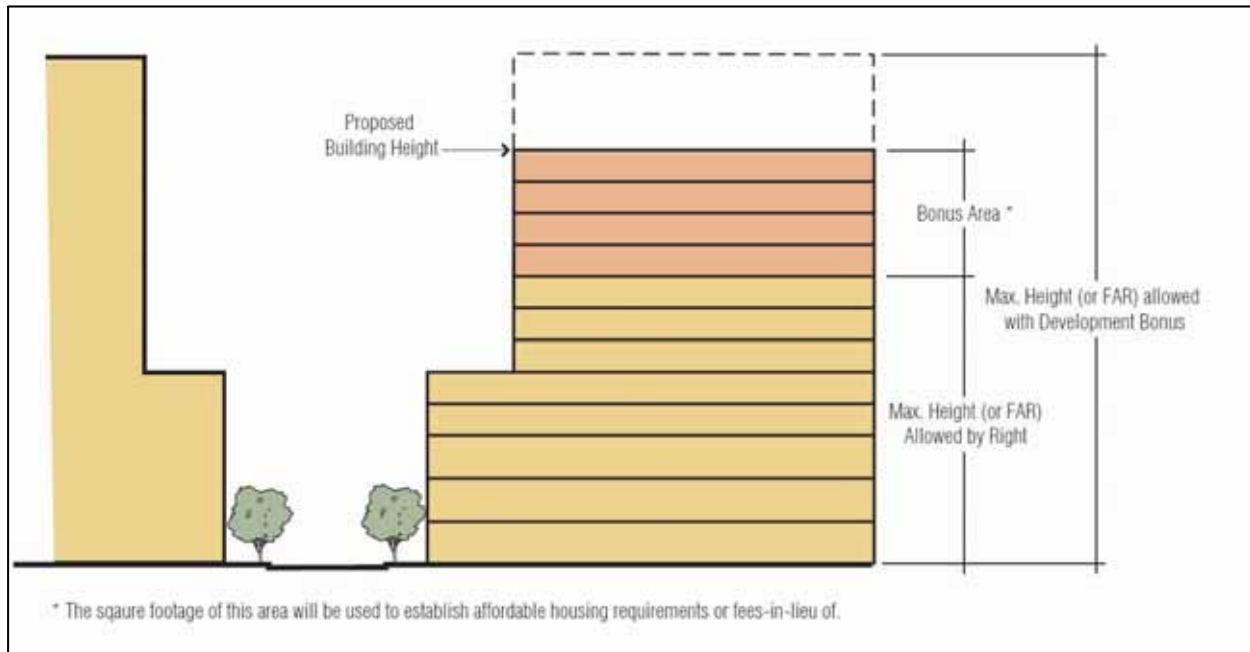 Proposed
Building Height
Bonus Area *
Max. Height (or FAR) allowed
with Development Bonus
Max. Height (or FAR)
Allowed by Right
* The sqaure footage of this area will be used to establish affordable housing requirements or fees-in-lieu of.